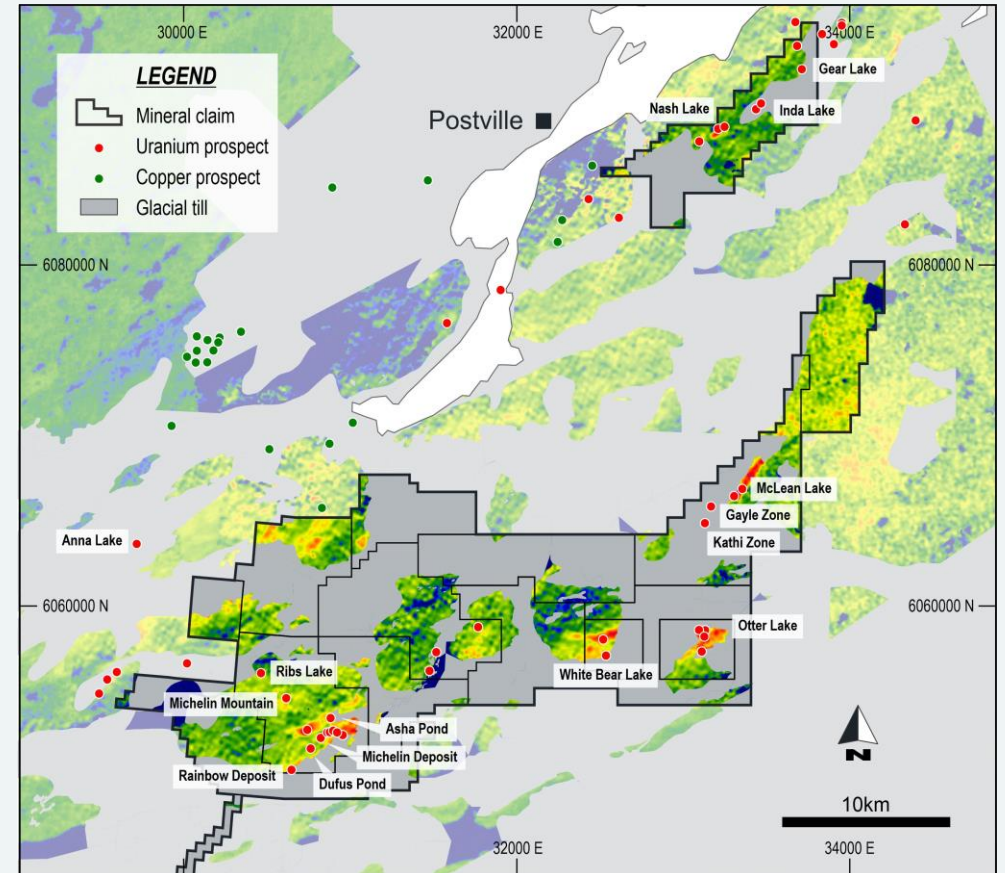 30000 E
32000 E
34000 E
LEGEND
Mineral claim
Uranium prospect
Copper prospect
Glacial till
Postville
Gear Lake
Nash Lake
Inda Lake
6080000 N
6080000 N
McLean Lake
Gayle Zone
Kathi Zone
Anna Lake
6060000 N
6060000 N
Otter Lake
Ribs Lake
White Bear Lake
Michelin Mountain
Asha Pond
Michelin Deposit
Rainbow Deposit
Dufus Pond
N
10km
32000 E
34000 E